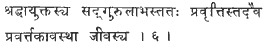 श्रद्धायुक्तस्य सद्गुरुलाभस्ततः प्रवृत्तिस्तदैव
प्रवर्त्तकावस्था जीवस्य । ६ ।